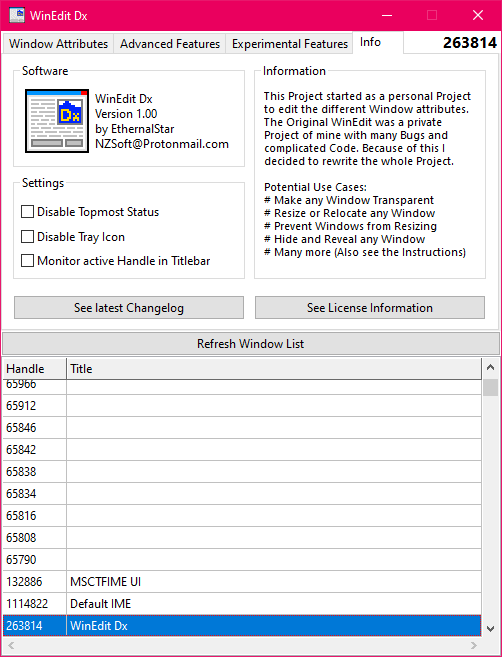 WinEdit Dx
Window Attributes Advanced Features Experimental Features Info 263814
Software
Dx
WinEdit Dx
Version 1.00
by EthernalStar
NZSoft@Protonmail.com
Settings
Disable Topmost Status
Disable Tray Icon
Monitor active Handle in Titlebar
Information
This Project started as a personal Project
to edit the different Window attributes.
The Original WinEdit was a private
Project of mine with many Bugs and
complicated Code. Because of this I
decided to rewrite the whole Project.
Potential Use Cases:
# Make any Window Transparent
# Resize or Relocate any Window
# Prevent Windows from Resizing
# Hide and Reveal any Window
# Many more (Also see the Instructions)
See latest Changelog See License Information
Refresh Window List
Handle Title
65966
65912
65846
65842
65838
65834
65816
65808
65790
132886 MSCTFIME UI
1114822 Default IME
263814 WinEdit Dx